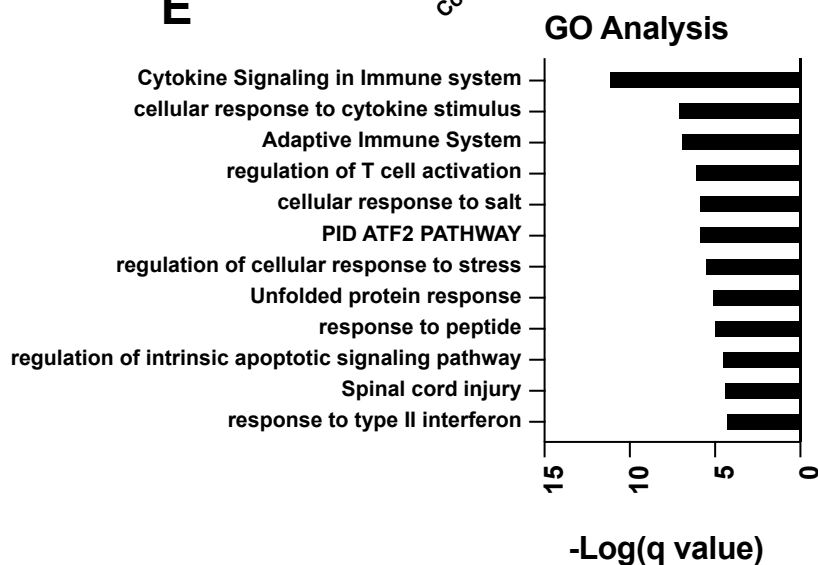 E
GO Analysis
Cytokine Signaling in Immune system
cellular response to cytokine stimulus
Adaptive Immune System
regulation of T cell activation
cellular response to salt
PID ATF2 PATHWAY
regulation of cellular response to stress
Unfolded protein response
response to peptide
regulation of intrinsic apoptotic signaling pathway
Spinal cord injury
response to type II interferon
15 10 5 0
-Log(q value)